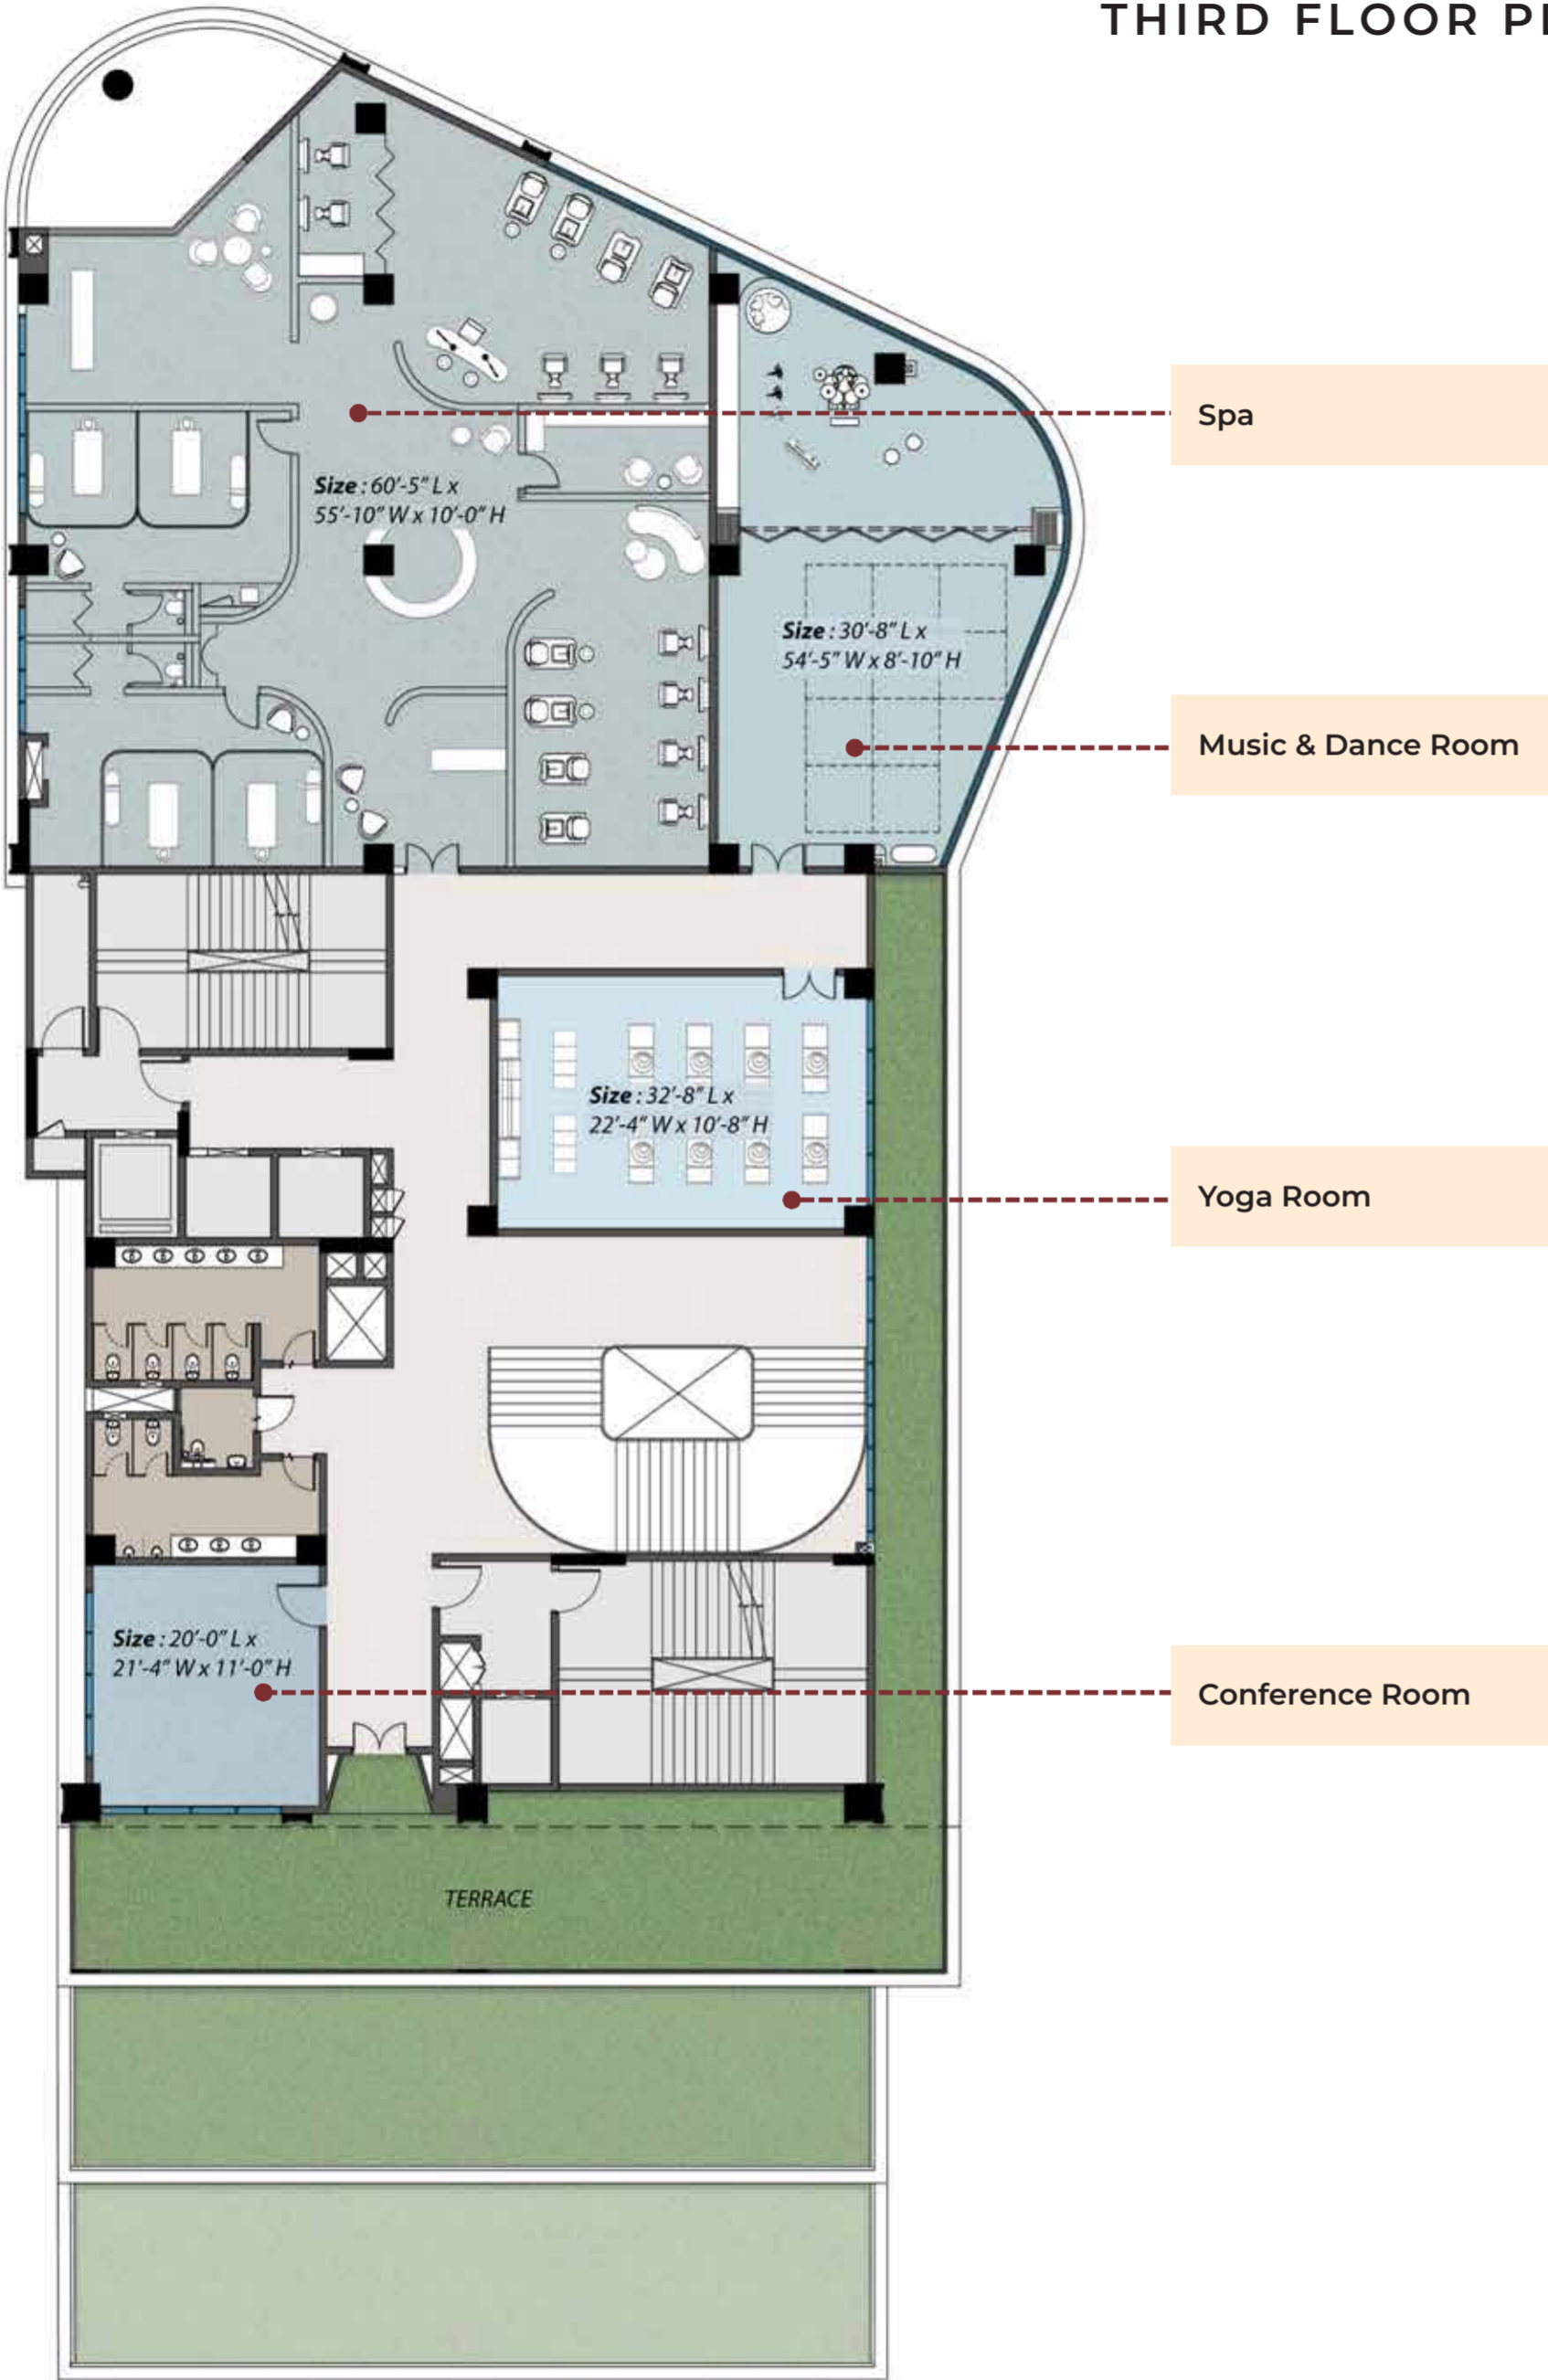 THIRD FLOOR PL
Spa
Size : 60'-5" L x
55'-10" W x 10'-0" H
Size : 30'-8" L x
54'-5" W x 8'-10" H
Music & Dance Room
Size : 32'-8" L x
22'-4" W x 10'-8" H
Yoga Room
Size : 20'-0" L x
21'-4" W x 11'-0" H
Conference Room
TERRACE